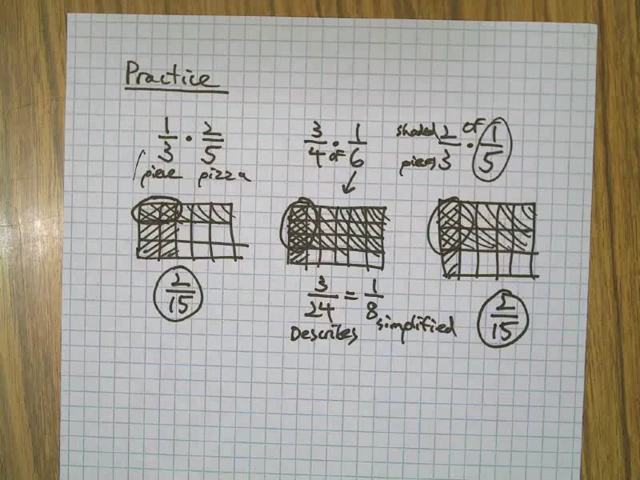 Practice
1/3 · 2/5
piece pizza
2/15
3/4 · 1/6
of
3/24 = 1/8
Describes simplified
shaded 2/3 of · 1/5
pieces
2/15